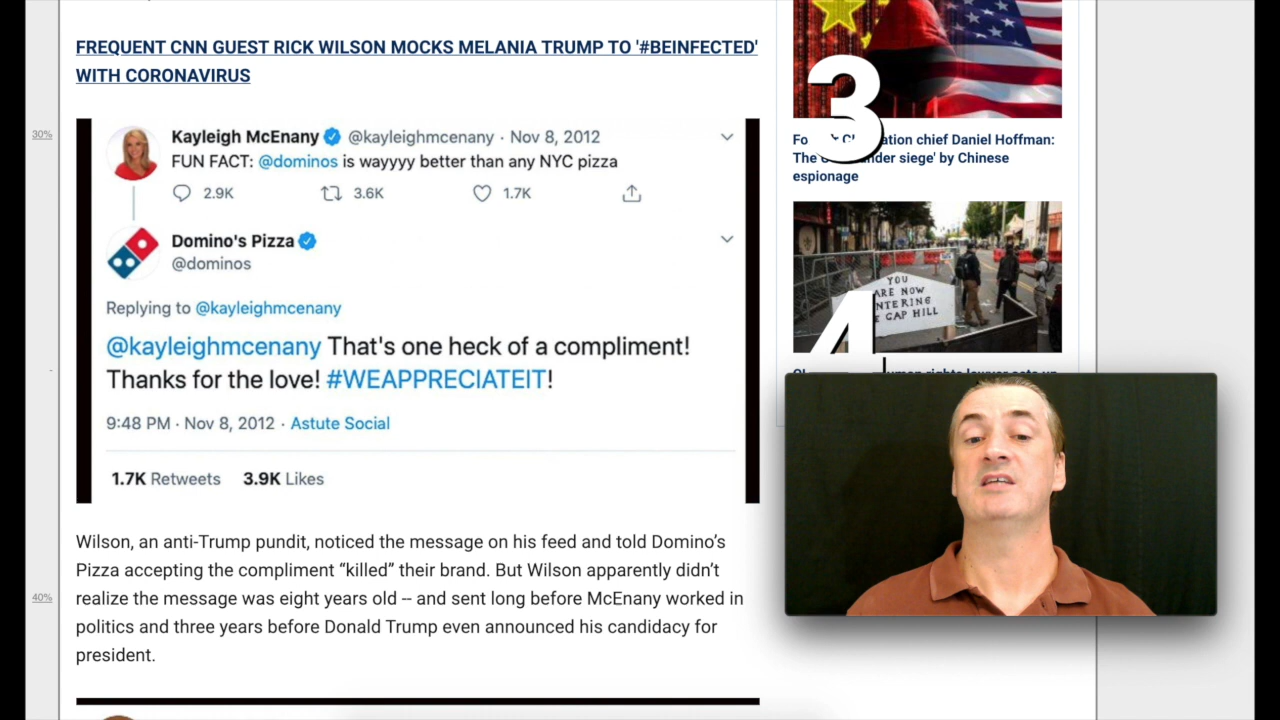 FREQUENT CNN GUEST RICK WILSON MOCKS MELANIA TRUMP TO '#BEINFECTED'
WITH CORONAVIRUS
30%
Kayleigh McEnany @kayleighmcenany · Nov 8, 2012
FUN FACT: @dominos is wayyyy better than any NYC pizza
2.9K 3.6K 1.7K
Domino's Pizza
@dominos
Replying to @kayleighmcenany
@kayleighmcenany That's one heck of a compliment!
Thanks for the love! #WEAPPRECIATEIT!
9:48 PM · Nov 8, 2012 · Astute Social
1.7K Retweets 3.9K Likes
Wilson, an anti-Trump pundit, noticed the message on his feed and told Domino’s
Pizza accepting the compliment “killed” their brand. But Wilson apparently didn’t
40%
realize the message was eight years old -- and sent long before McEnany worked in
politics and three years before Donald Trump even announced his candidacy for
president.
3
chief Daniel Hoffman:
The siege' by Chinese
espionage
YOU
ARE NOW
CAP HILL
4